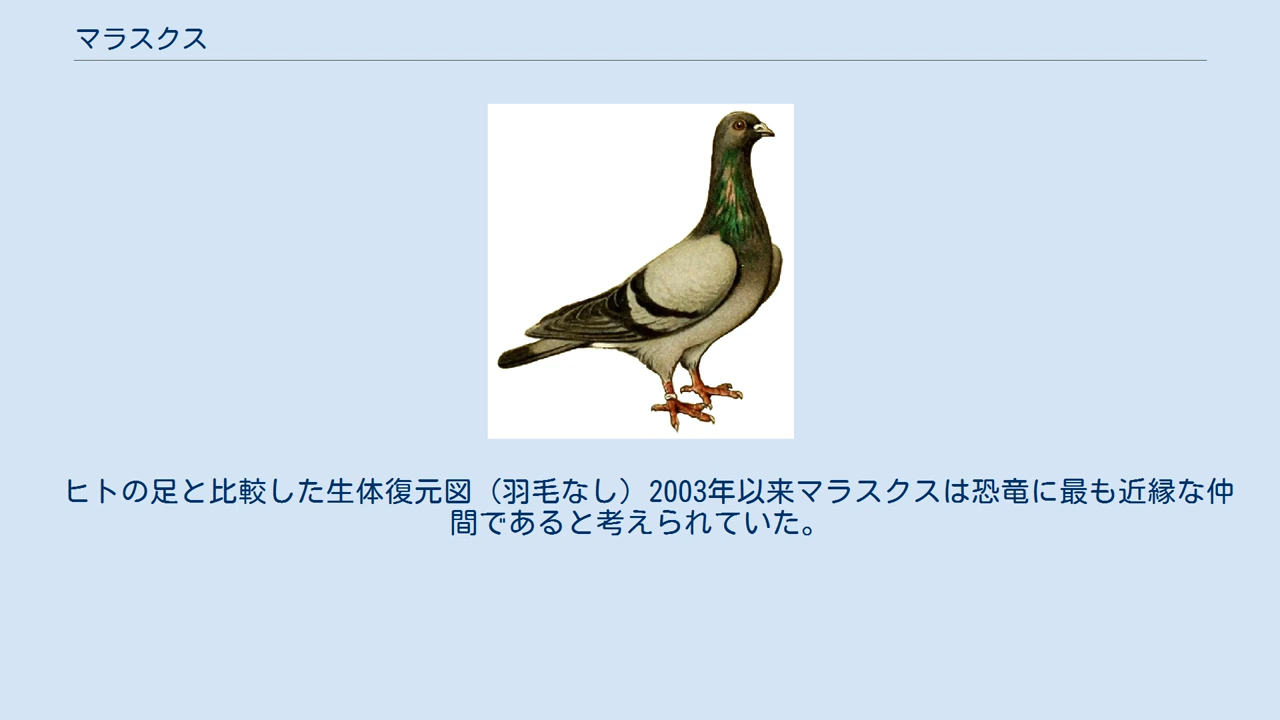 マラスクス
ヒトの足と比較した生体復元図（羽毛なし）2003年以来マラスクスは恐竜に最も近縁な仲
間であると考えられていた。